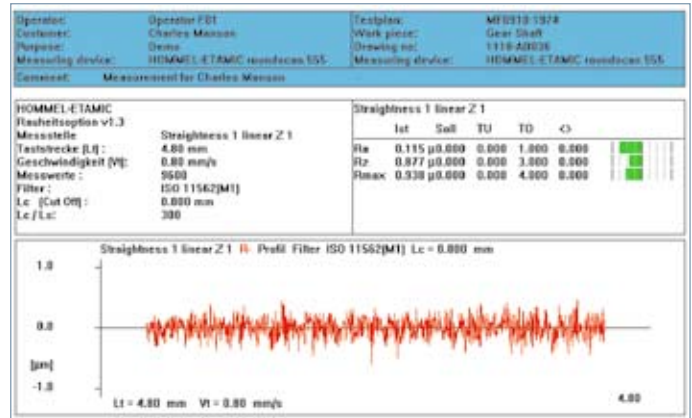 Operator: Operator F01 Testplan: MF0910-1974
Customer: Charles Manson Work piece: Gear Shaft
Purpose: Demo Drawing no: 1110-A0036
Measuring device: HOMMEL-ETAMIC roundscan 555 Measuring device: HOMMEL-ETAMIC roundscan 555
Comment: Measurement for Charles Manson
HOMMEL-ETAMIC
Rauheitsoption v1.3
Messstelle Straightness 1 linear Z 1
Taststrecke (Lt) : 4.80 mm
Geschwindigkeit (Vt): 0.80 mm/s
Messwerte : 9600
Filter : ISO 11562(M1)
Lc (Cut Off) : 0.800 mm
Lc / Ls: 300
Straightness 1 linear Z 1
Ist Soll TU TO <>
Ra 0.115 µ0.000 0.000 1.000 0.000
Rz 0.877 µ0.000 0.000 3.000 0.000
Rmax 0.938 µ0.000 0.000 4.000 0.000
Straightness 1 linear Z 1 R- Profil Filter ISO 11562(M1) Lc = 0.800 mm
1.0
0.0
[µm]
-1.0
Lt = 4.80 mm Vt = 0.80 mm/s
4.80